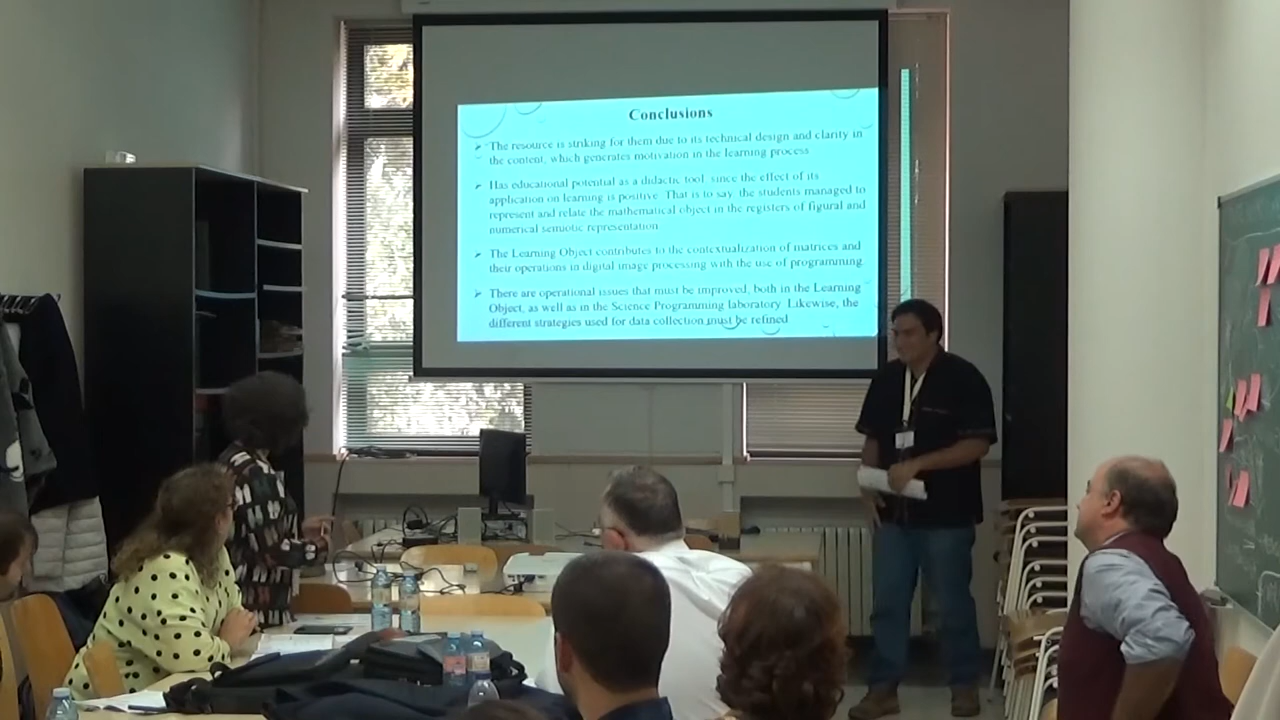 Conclusions
The resource is striking for them due to its technical design and clarity in
the content, which generates motivation in the learning process
Has educational potential as a didactic tool, since the effect of its
application on learning is positive. That is to say, the students managed to
represent and relate the mathematical object in the registers of figural and
numerical semiotic representation
The Learning Object contributes to the contextualization of matrices and
their operations in digital image processing with the use of programming.
There are operational issues that must be improved, both in the Learning
Object, as well as in the Science Programming laboratory. Likewise, the
different strategies used for data collection must be refined